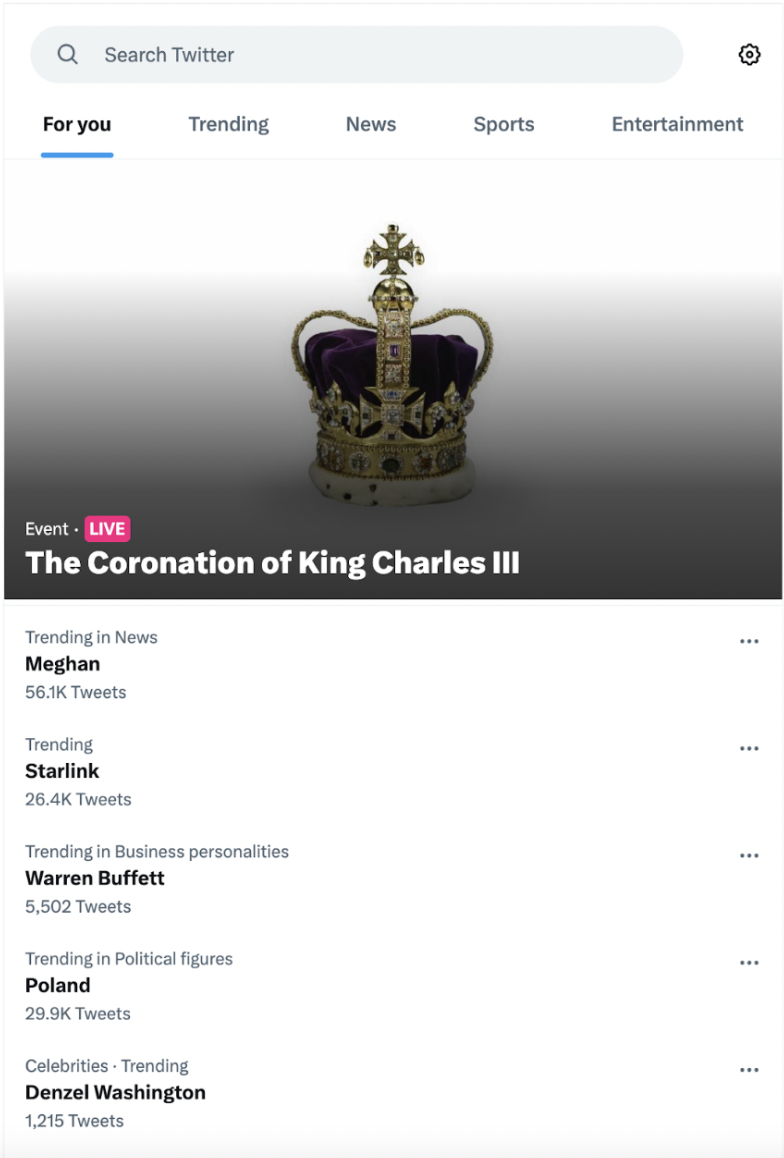 Search Twitter
For you Trending News Sports Entertainment
Event · LIVE
The Coronation of King Charles III
Trending in News
Meghan
56.1K Tweets
Trending
Starlink
26.4K Tweets
Trending in Business personalities
Warren Buffett
5,502 Tweets
Trending in Political figures
Poland
29.9K Tweets
Celebrities · Trending
Denzel Washington
1,215 Tweets